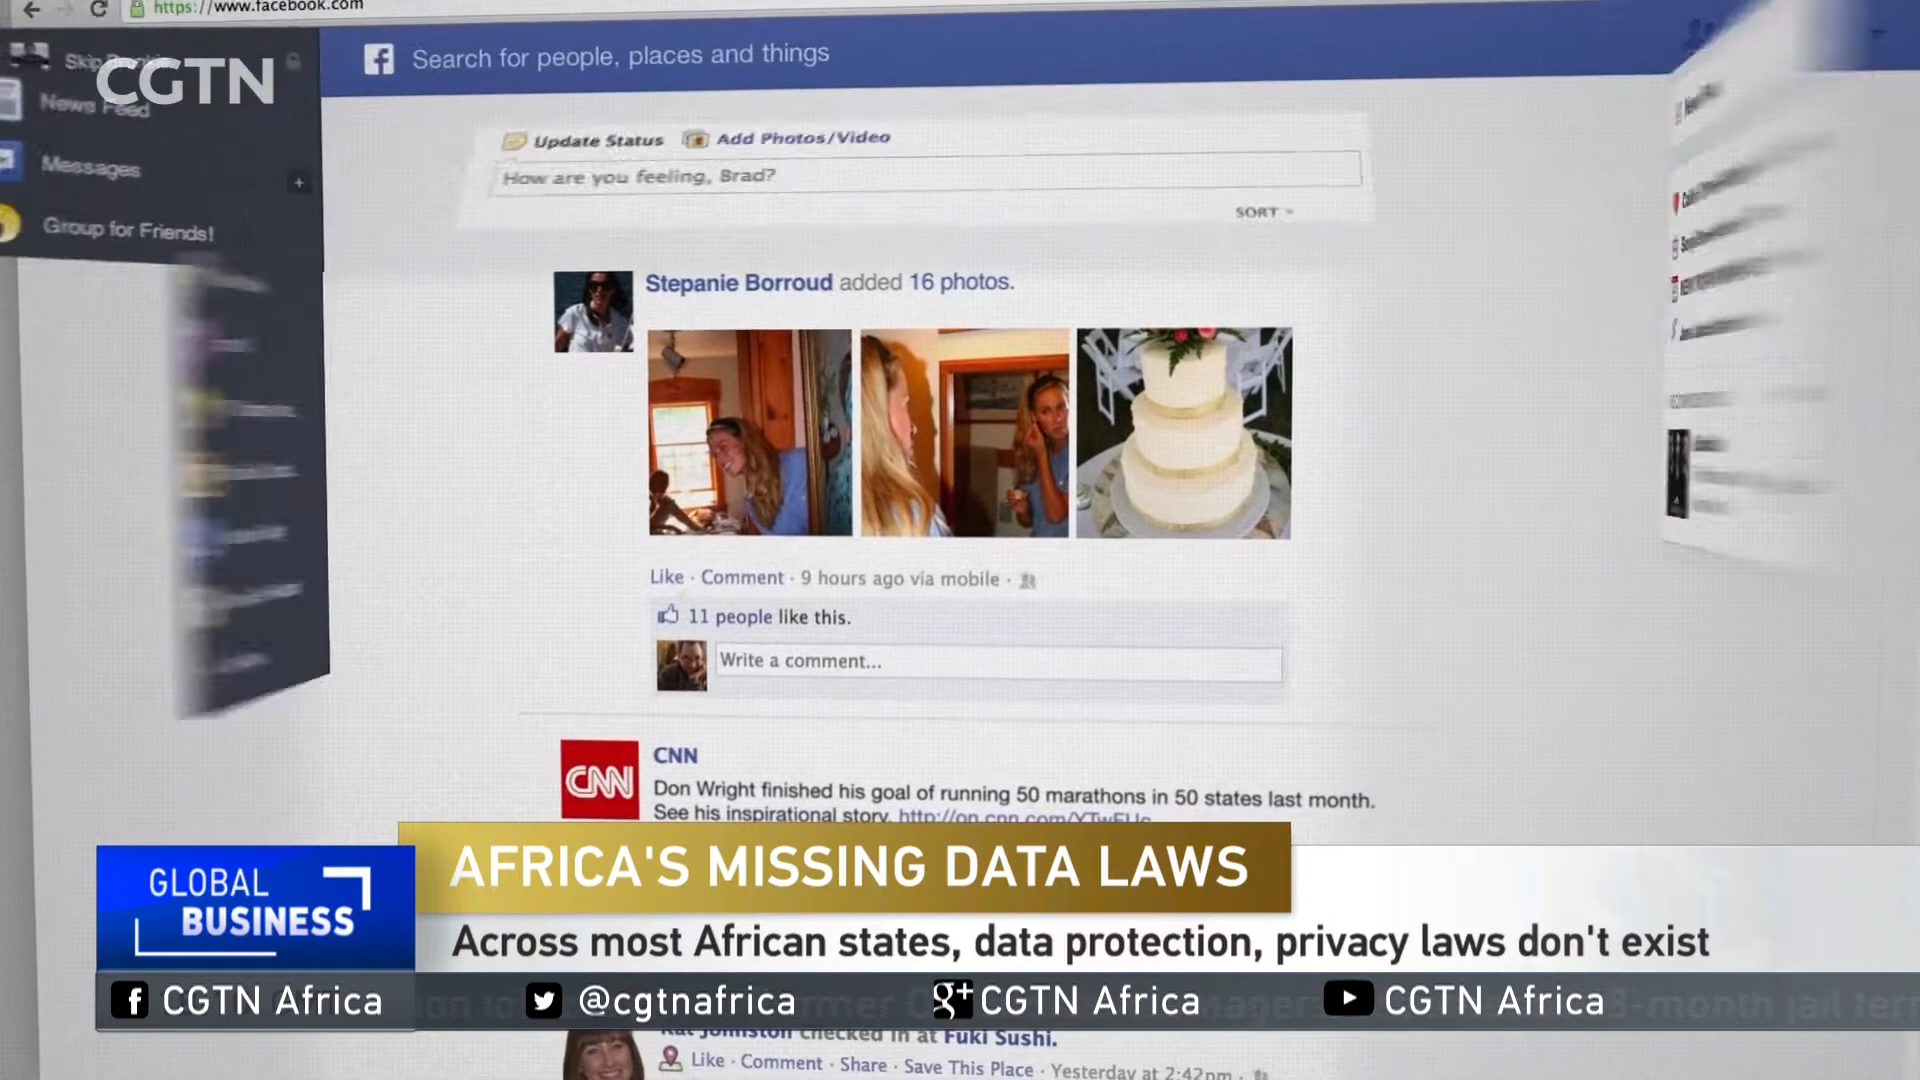 https://www.facebook.com
CGTN
News Feed
Messages
+
Group for Friends!
f
Search for people, places and things
Update Status
Add Photos/Video
How are you feeling, Brad?
SORT
Stepanie Borroud added 16 photos.
Like · Comment · 9 hours ago via mobile ·
11 people like this.
Write a comment...
CNN
CNN
Don Wright finished his goal of running 50 marathons in 50 states last month.
See his inspirational story.
GLOBAL
BUSINESS
AFRICA'S MISSING DATA LAWS
Across most African states, data protection, privacy laws don't exist
CGTN Africa
@cgtnafrica
g+ CGTN Africa
CGTN Africa
Johnston checked in at Fuki Sushi.
Like · Comment · Share · Save This Place · Yesterday at 2:42pm ·